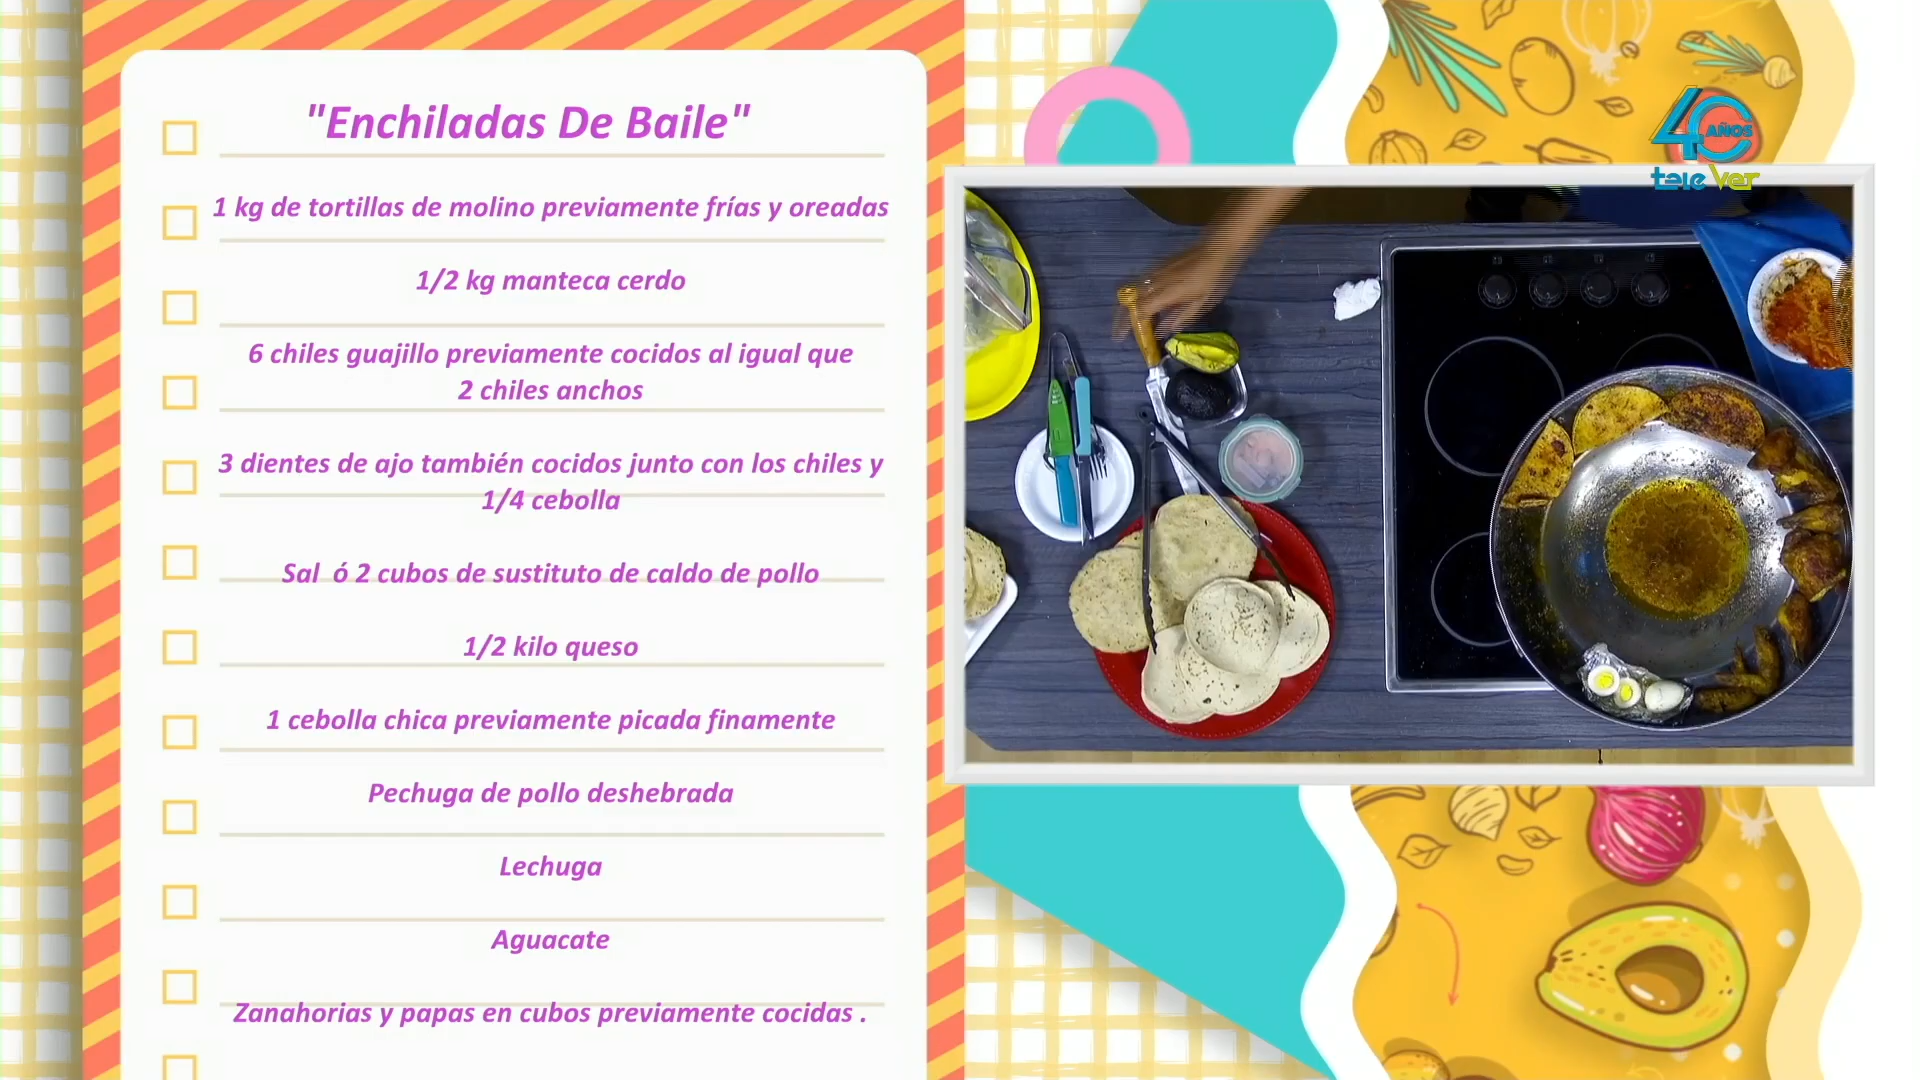 "Enchiladas De Baile"
1 kg de tortillas de molino previamente frías y oreadas
1/2 kg manteca cerdo
6 chiles guajillo previamente cocidos al igual que
2 chiles anchos
3 dientes de ajo también cocidos junto con los chiles y
1/4 cebolla
Sal ó 2 cubos de sustituto de caldo de pollo
1/2 kilo queso
1 cebolla chica previamente picada finamente
Pechuga de pollo deshebrada
Lechuga
Aguacate
Zanahorias y papas en cubos previamente cocidas .
40 AÑOS
teleVer